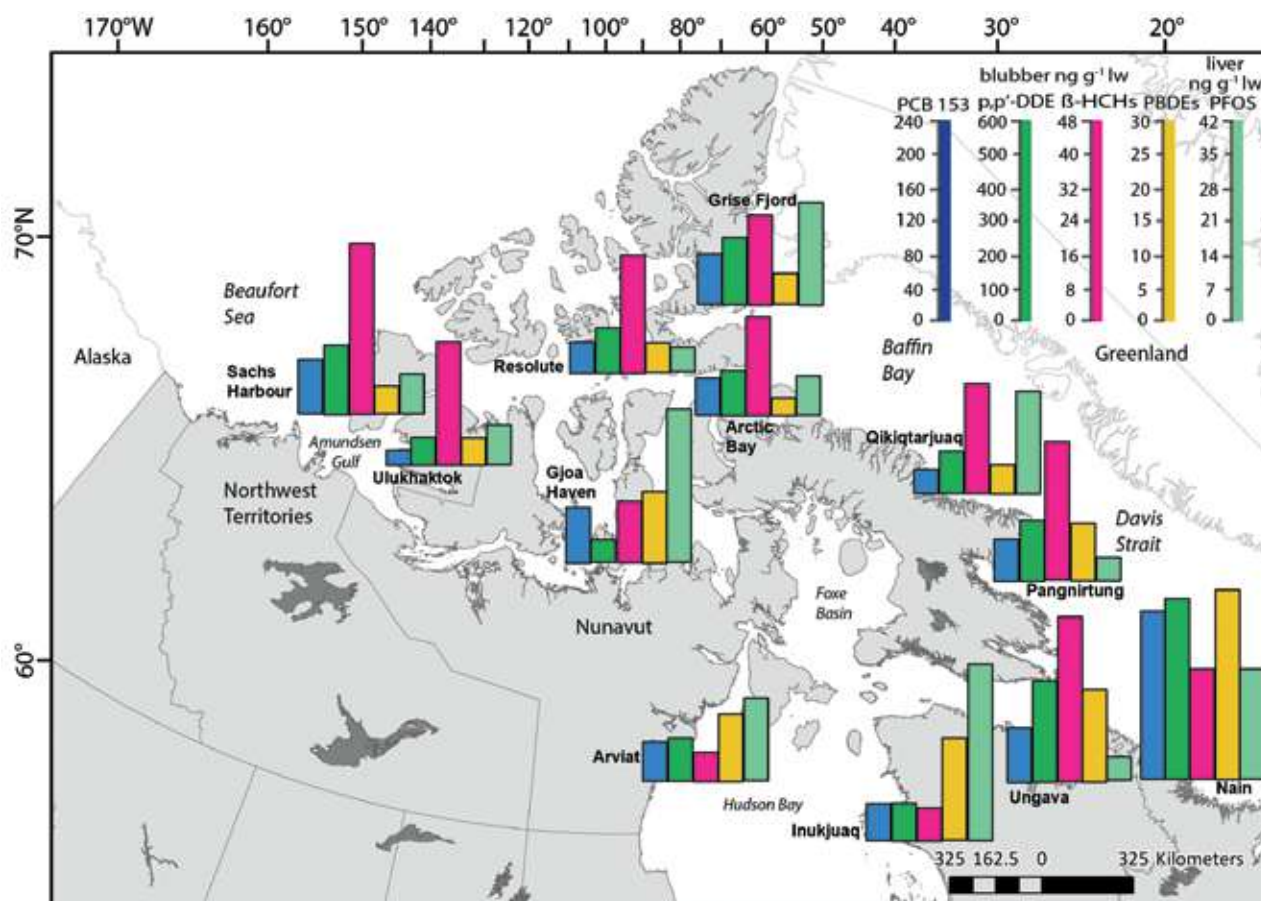 170° 160° 150° 140° 120° 100° 80° 60° 50° 40° 30° 20°
liver
blubber ng g⁻¹ lw ng g⁻¹ lw
PCB 153 p,p'-DDE ß-HCHs PBDEs PFOS
240 600 48 30 42
200 500 40 25 35
160 400 32 20 28
120 300 24 15 21
80 200 16 10 14
40 100 8 5 7
0 0 0 0 0
Grise Fjord
70°N
Beaufort
Sea
Alaska
Sachs
Harbour
Resolute
Baffin
Bay
Greenland
Arctic
Bay
Amundsen
Gulf
Ulukhaktok
Gjoa
Haven
Qikiqtarjuaq
Northwest
Territories
Davis
Strait
Pangnirtung
Foxe
Basin
Nunavut
60°
Arviat
Hudson Bay
Ungava
Nain
Inukjuaq
325 162.5 0 325 Kilometers